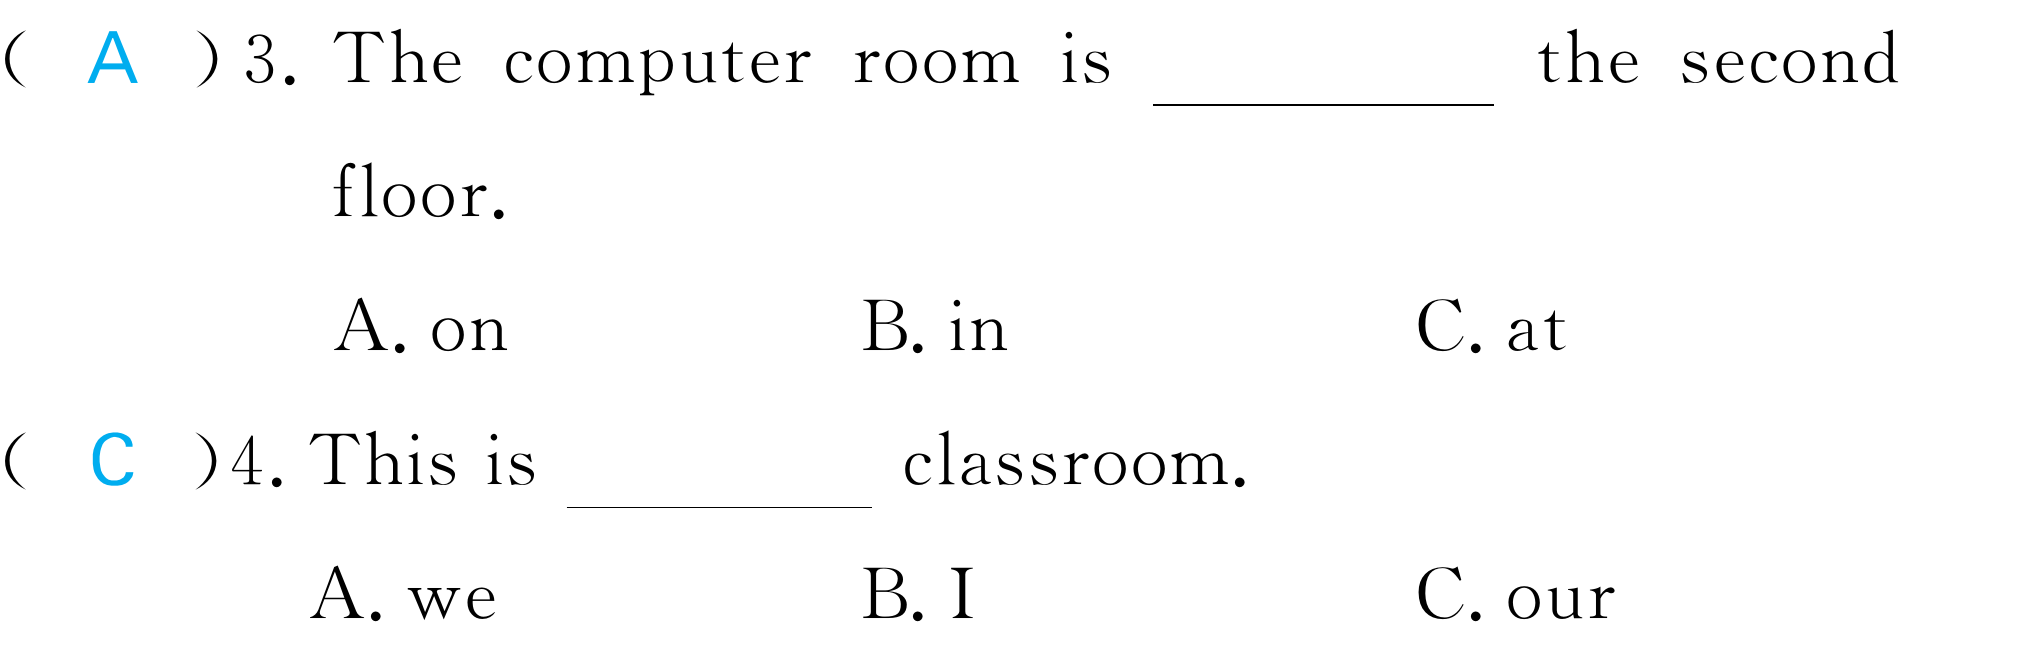 ( A ) 3. The computer room is ________ the second
floor.
A. on B. in C. at
( C ) 4. This is ________ classroom.
A. we B. I C. our